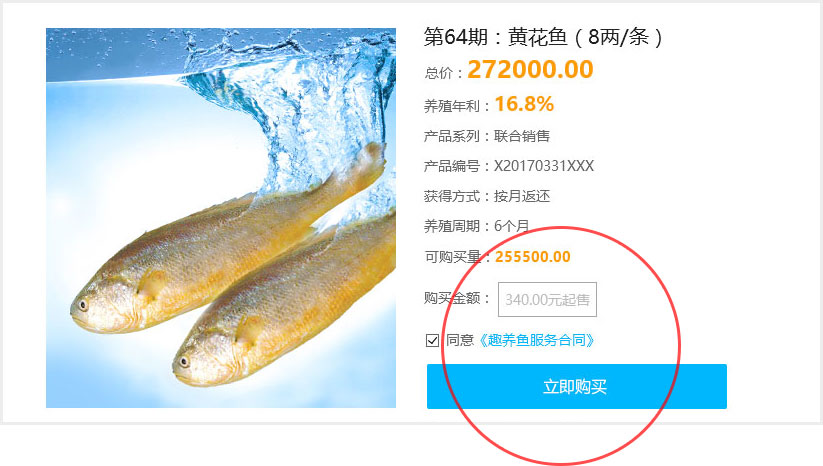 第64期：黄花鱼（8两/条）
总价：272000.00
养殖年利：16.8%
产品系列：联合销售
产品编号：X20170331XXX
获得方式：按月返还
养殖周期：6个月
可购买量：255500.00
购买金额： 340.00元起售
同意《趣养鱼服务合同》
立即购买